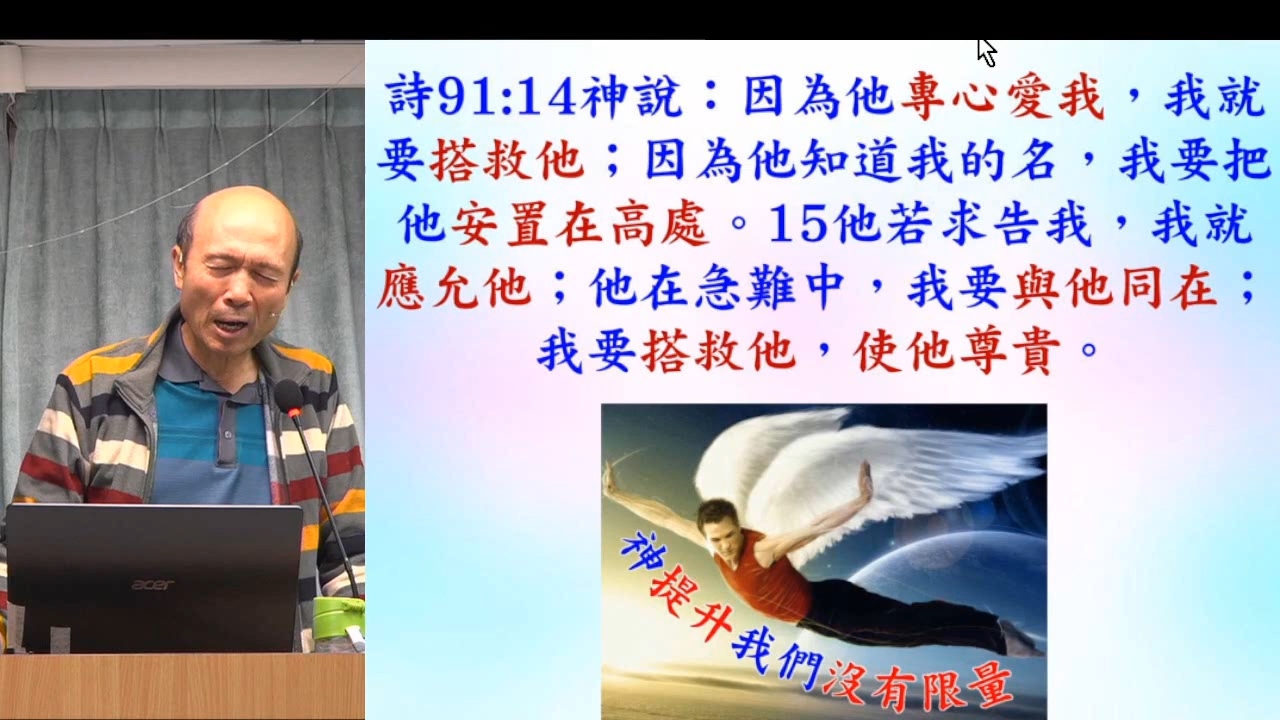 詩91:14神說：因為他專心愛我，我就
要搭救他；因為他知道我的名，我要把
他安置在高處。15他若求告我，我就
應允他；他在急難中，我要與他同在；
我要搭救他，使他尊貴。
神提升我們沒有限量
acer